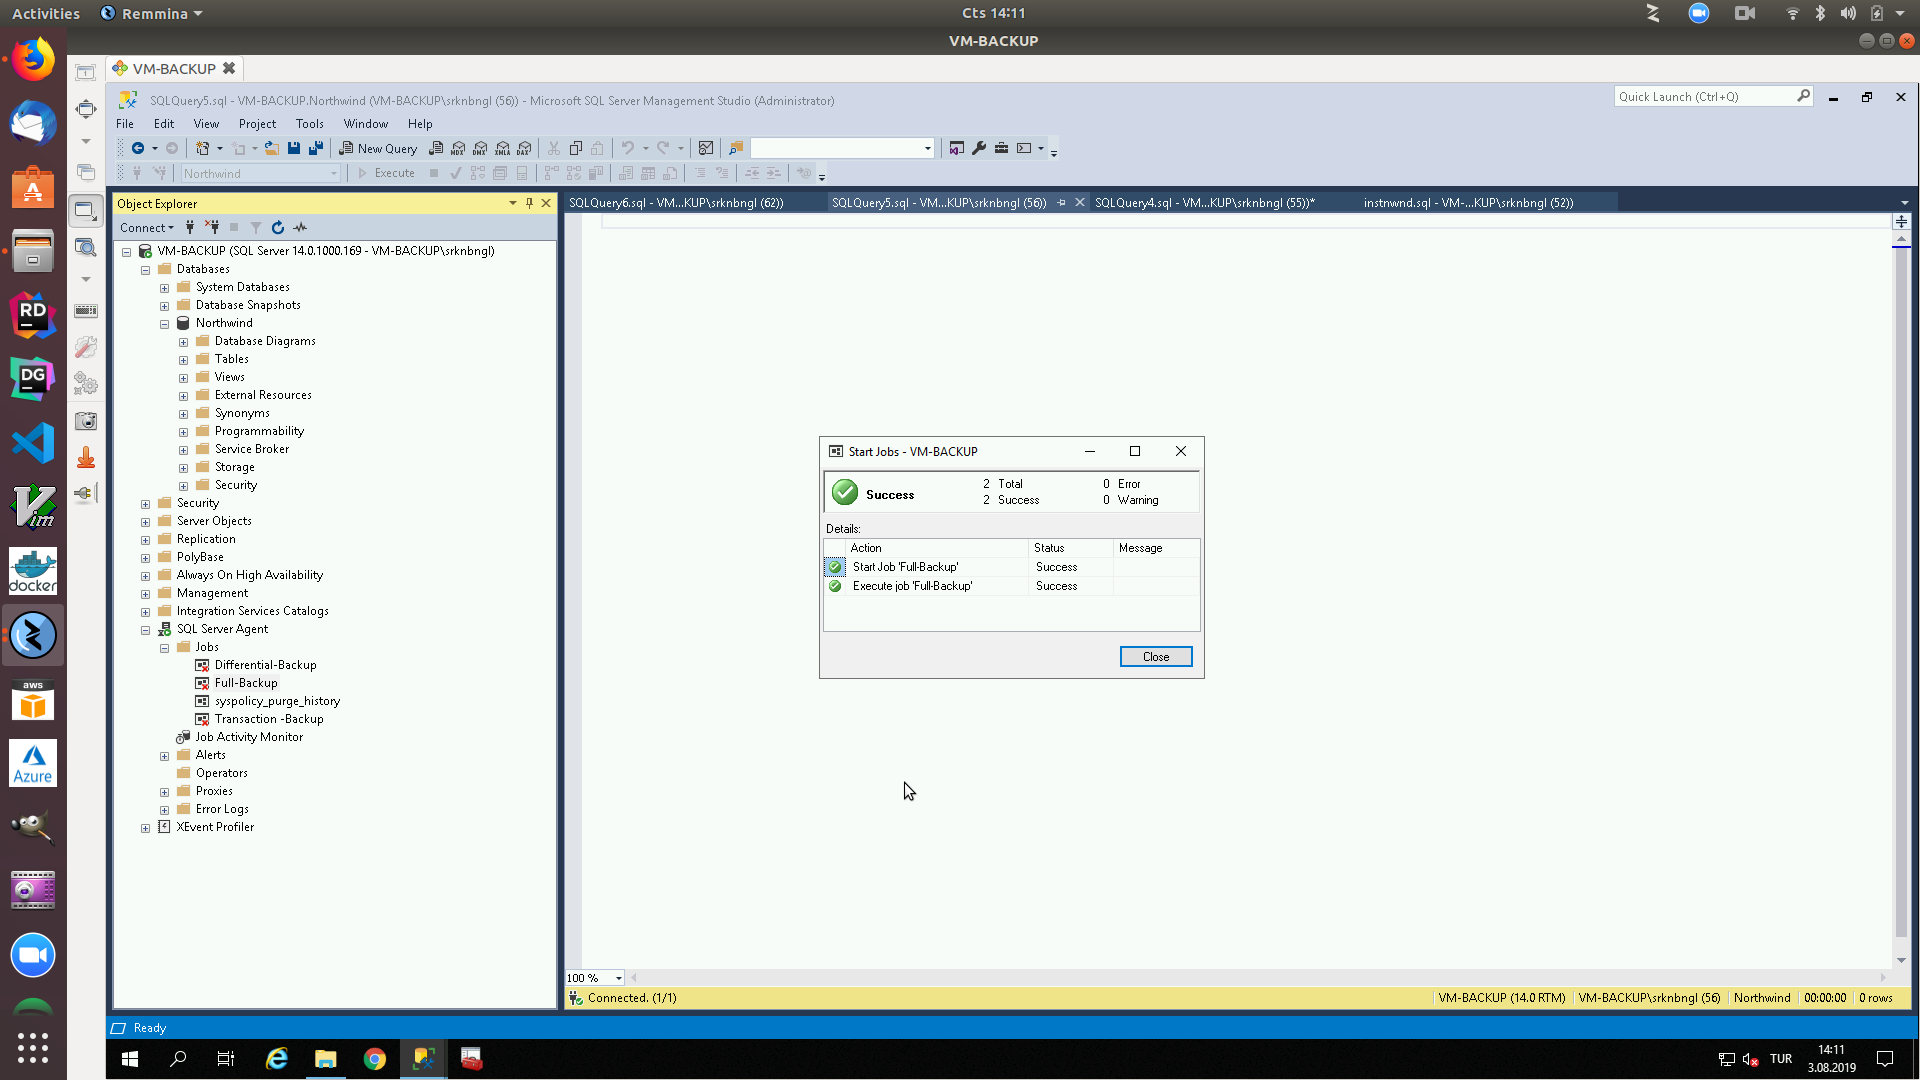 Activities
Remmina
Cts 14:11
VM-BACKUP
VM-BACKUP
SQLQuery5.sql - VM-BACKUP.Northwind (VM-BACKUP\srknbngl (56)) - Microsoft SQL Server Management Studio (Administrator)
Quick Launch (Ctrl+Q)
File Edit View Project Tools Window Help
New Query MDX DMX XMLA DAX
Northwind Execute
Object Explorer
SQLQuery6.sql - VM...KUP\srknbngl (62))
SQLQuery5.sql - VM...KUP\srknbngl (56))
SQLQuery4.sql - VM...KUP\srknbngl (55))*
instnwnd.sql - VM-...KUP\srknbngl (52))
Connect
VM-BACKUP (SQL Server 14.0.1000.169 - VM-BACKUP\srknbngl)
Databases
System Databases
Database Snapshots
Northwind
Database Diagrams
Tables
Views
External Resources
Synonyms
Programmability
Service Broker
Storage
Security
Security
Server Objects
Replication
PolyBase
Always On High Availability
Management
Integration Services Catalogs
SQL Server Agent
Jobs
Differential-Backup
Full-Backup
syspolicy_purge_history
Transaction -Backup
Job Activity Monitor
Alerts
Operators
Proxies
Error Logs
XEvent Profiler
Start Jobs - VM-BACKUP
Success
2 Total 0 Error
2 Success 0 Warning
Details:
Action Status Message
Start Job 'Full-Backup' Success
Execute job 'Full-Backup' Success
Close
100 %
Connected. (1/1)
VM-BACKUP (14.0 RTM) VM-BACKUP\srknbngl (56) Northwind 00:00:00 0 rows
Ready
RD
DG
Vim
docker
aws
Azure
TUR
14:11
3.08.2019